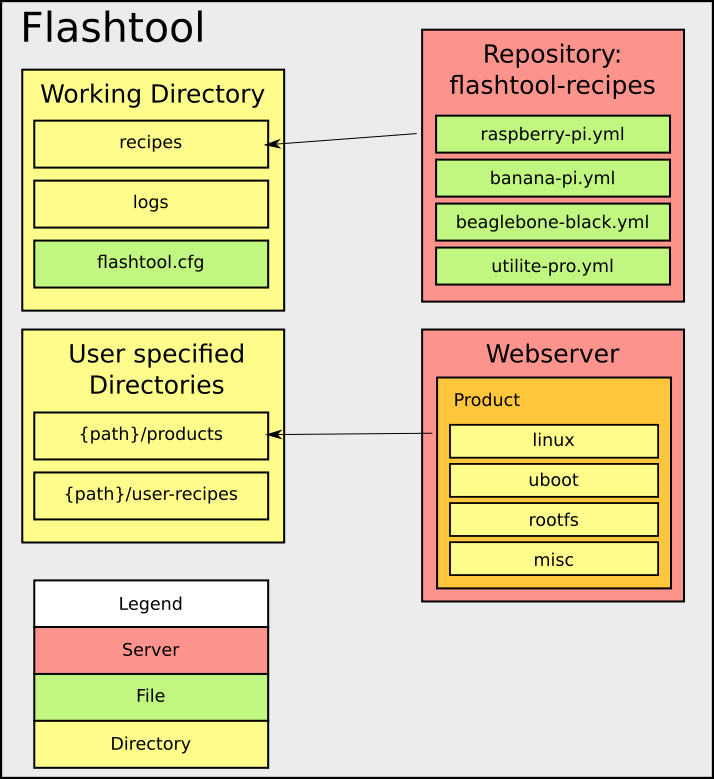 Flashtool
Working Directory
recipes
logs
flashtool.cfg
Repository:
flashtool-recipes
raspberry-pi.yml
banana-pi.yml
beaglebone-black.yml
utilite-pro.yml
User specified
Directories
{path}/products
{path}/user-recipes
Webserver
Product
linux
uboot
rootfs
misc
Legend
Server
File
Directory